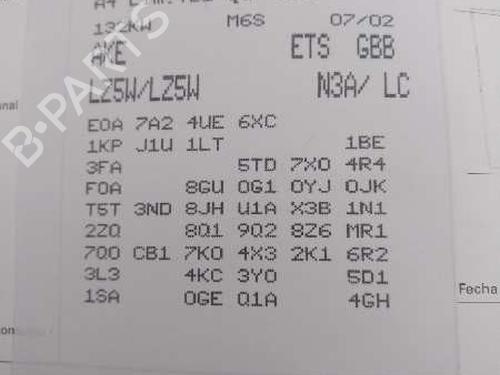 132KW M6S 07/02
AKE ETS GBB
LZ5W/LZ5W N3A/ LC
E0A 7A2 4UE 6XC
1KP J1U 1LT 1BE
3FA 5TD 7X0 4R4
F0A 8GU 0G1 0YJ 0JK
T5T 3ND 8JH U1A X3B 1N1
2ZQ 8Q1 9Q2 8Z6 MR1
700 CB1 7K0 4X3 2K1 6R2
3L3 4KC 3Y0 5D1
1SA 0GE Q1A 4GH
Fecha
B-PARTS